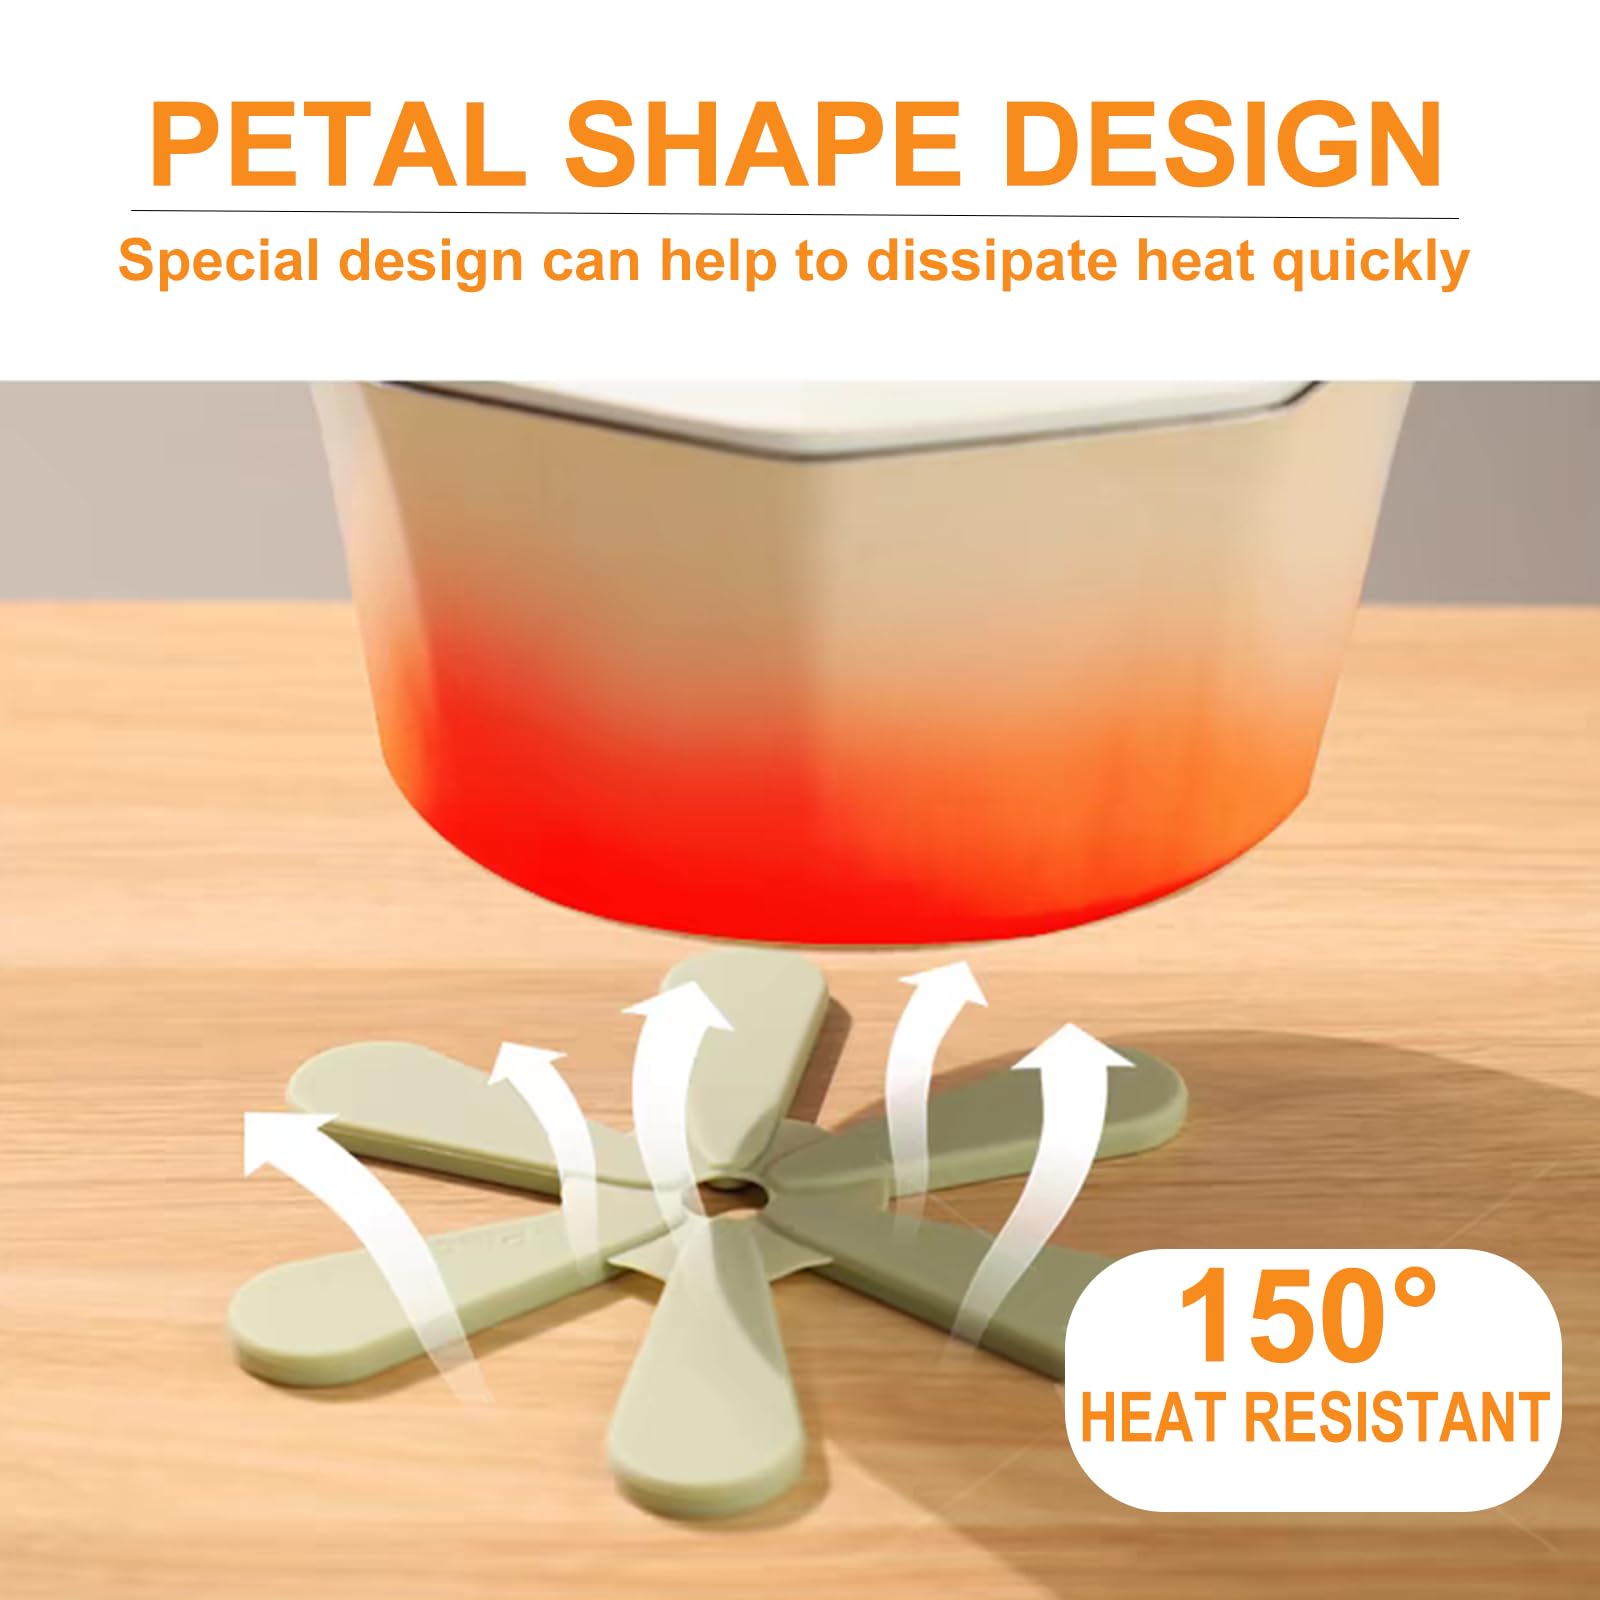 PETAL SHAPE DESIGN
Special design can help to dissipate heat quickly
150°
HEAT RESISTANT